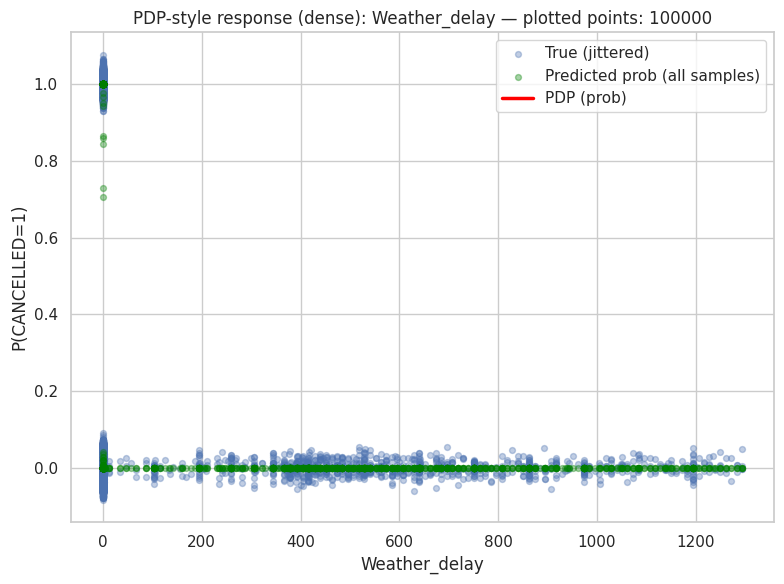 PDP-style response (dense): Weather_delay — plotted points: 100000
True (jittered)
Predicted prob (all samples)
PDP (prob)
1.0
0.8
0.6
0.4
0.2
0.0
P(CANCELLED=1)
0 200 400 600 800 1000 1200
Weather_delay